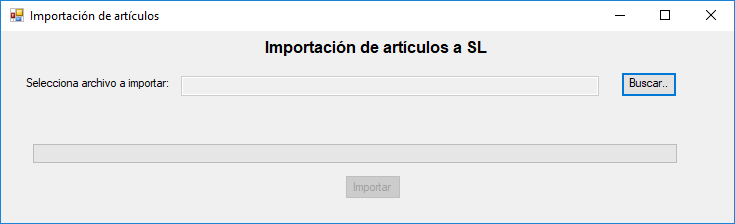 Importación de artículos
Importación de artículos a SL
Selecciona archivo a importar:
Buscar..
Importar